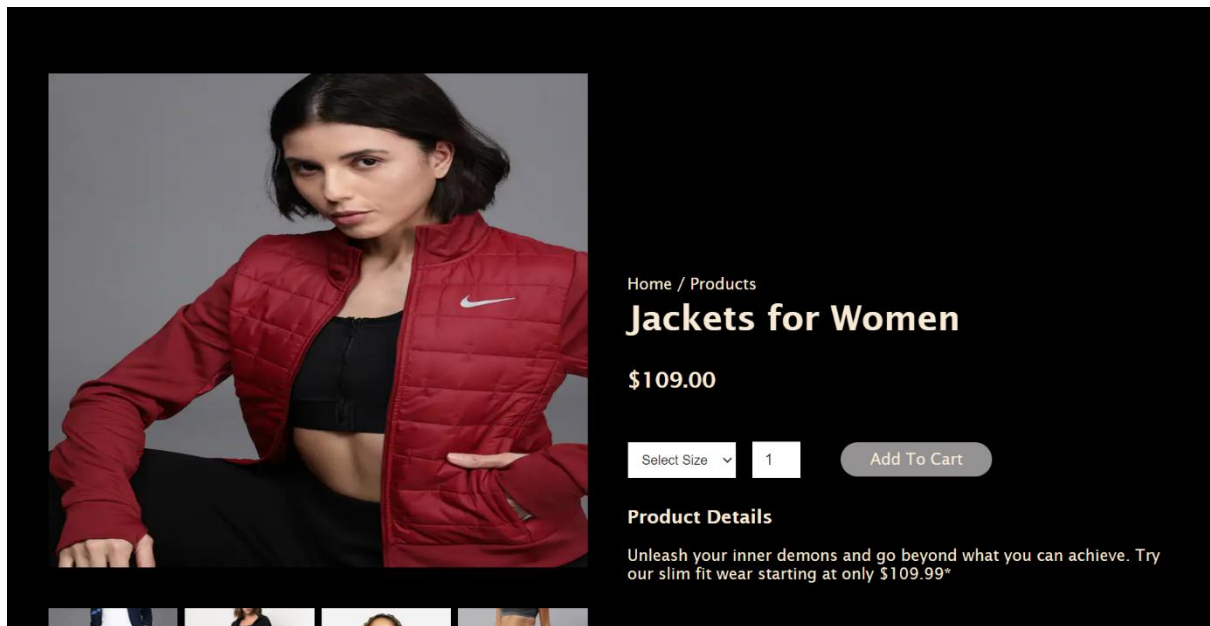 Home / Products
Jackets for Women
$109.00
Select Size 1 Add To Cart
Product Details
Unleash your inner demons and go beyond what you can achieve. Try
our slim fit wear starting at only $109.99*